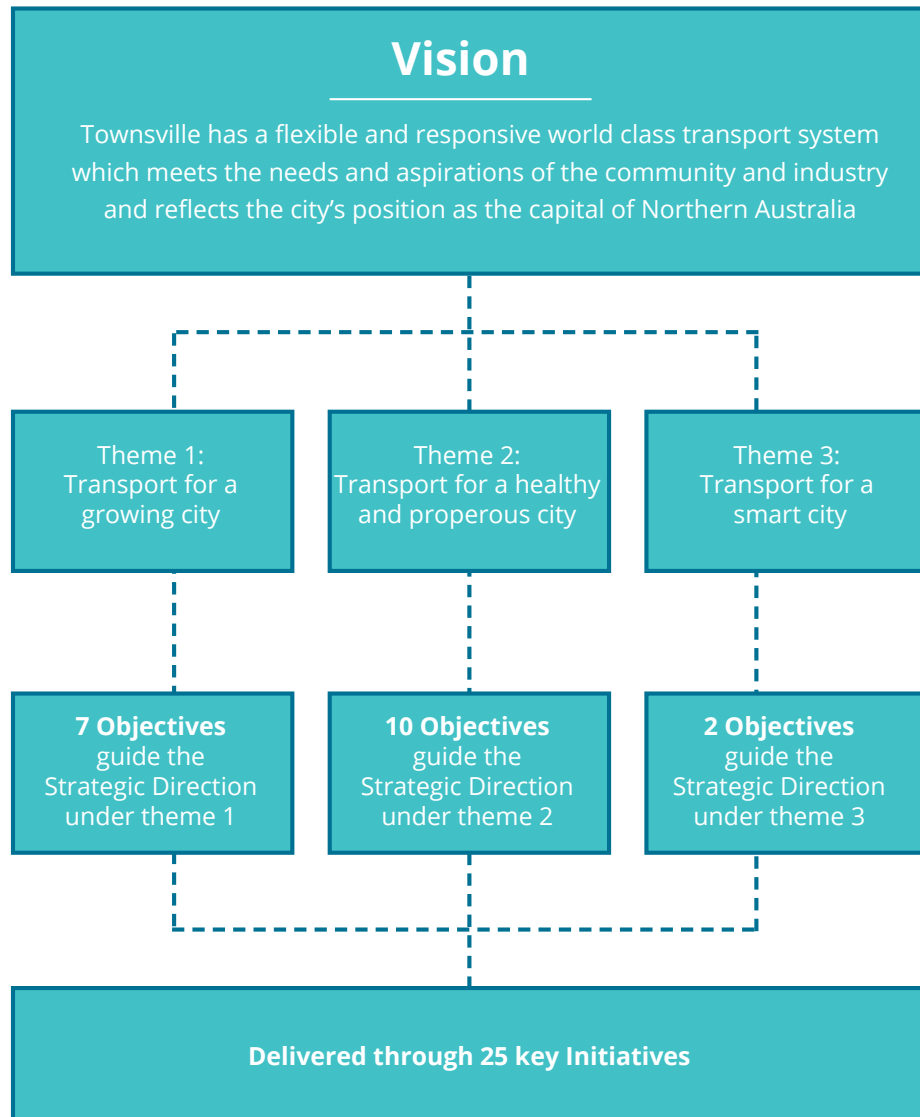 Vision
Townsville has a flexible and responsive world class transport system
which meets the needs and aspirations of the community and industry
and reflects the city’s position as the capital of Northern Australia
Theme 1:
Transport for a
growing city
Theme 2:
Transport for a healthy
and properous city
Theme 3:
Transport for a
smart city
7 Objectives
guide the
Strategic Direction
under theme 1
10 Objectives
guide the
Strategic Direction
under theme 2
2 Objectives
guide the
Strategic Direction
under theme 3
Delivered through 25 key Initiatives